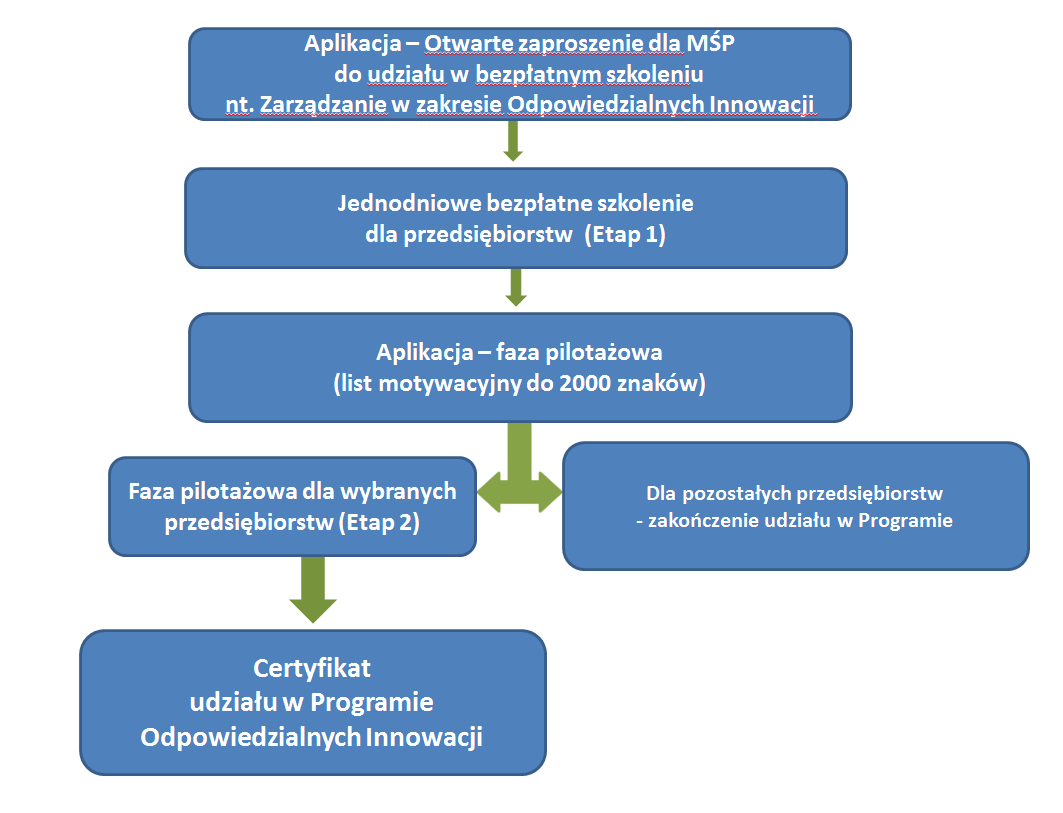 Aplikacja – Otwarte zaproszenie dla MŚP
do udziału w bezpłatnym szkoleniu
nt. Zarządzanie w zakresie Odpowiedzialnych Innowacji
Jednodniowe bezpłatne szkolenie
dla przedsiębiorstw (Etap 1)
Aplikacja – faza pilotażowa
(list motywacyjny do 2000 znaków)
Faza pilotażowa dla wybranych
przedsiębiorstw (Etap 2)
Dla pozostałych przedsiębiorstw
- zakończenie udziału w Programie
Certyfikat
udziału w Programie
Odpowiedzialnych Innowacji